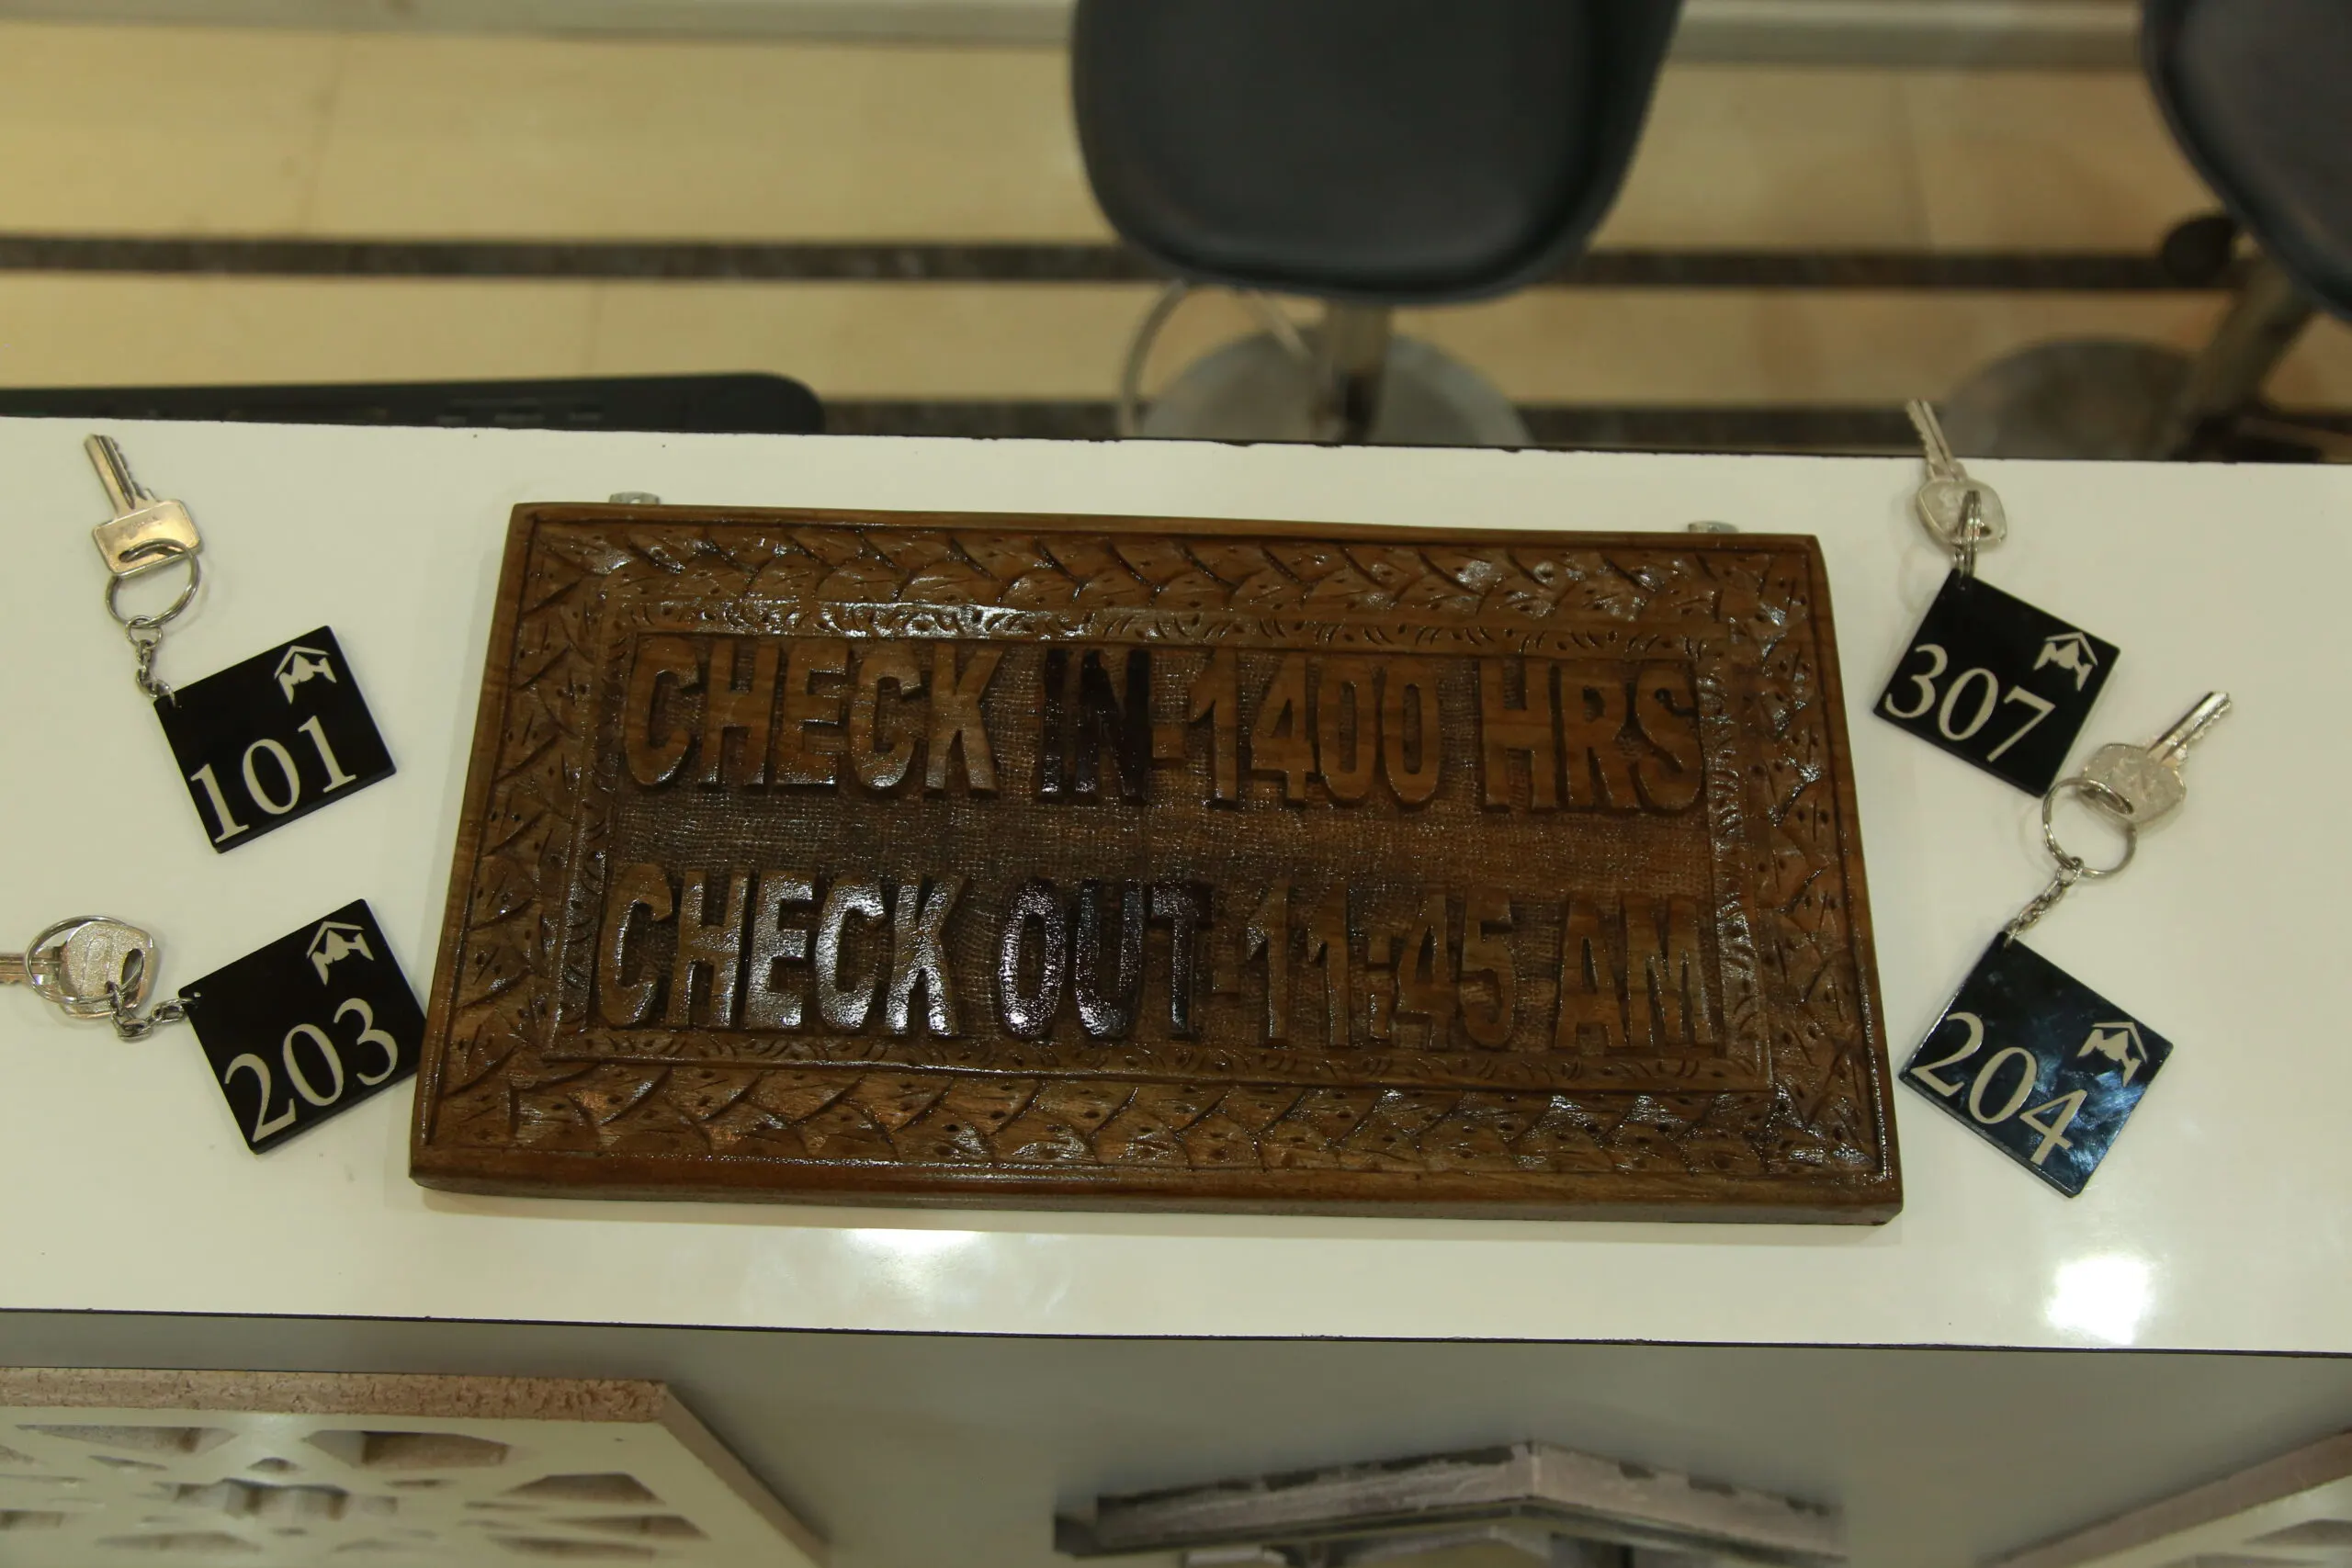 CHECK IN-1400 HRS
CHECK OUT-11:45 AM
101
203
307
204